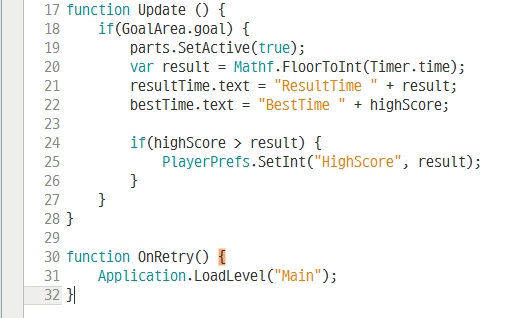 17 function Update () {
18     if(GoalArea.goal) {
19         parts.SetActive(true);
20         var result = Mathf.FloorToInt(Timer.time);
21         resultTime.text = "ResultTime " + result;
22         bestTime.text = "BestTime " + highScore;
23
24         if(highScore > result) {
25             PlayerPrefs.SetInt("HighScore", result);
26         }
27     }
28 }
29
30 function OnRetry() {
31     Application.LoadLevel("Main");
32 }